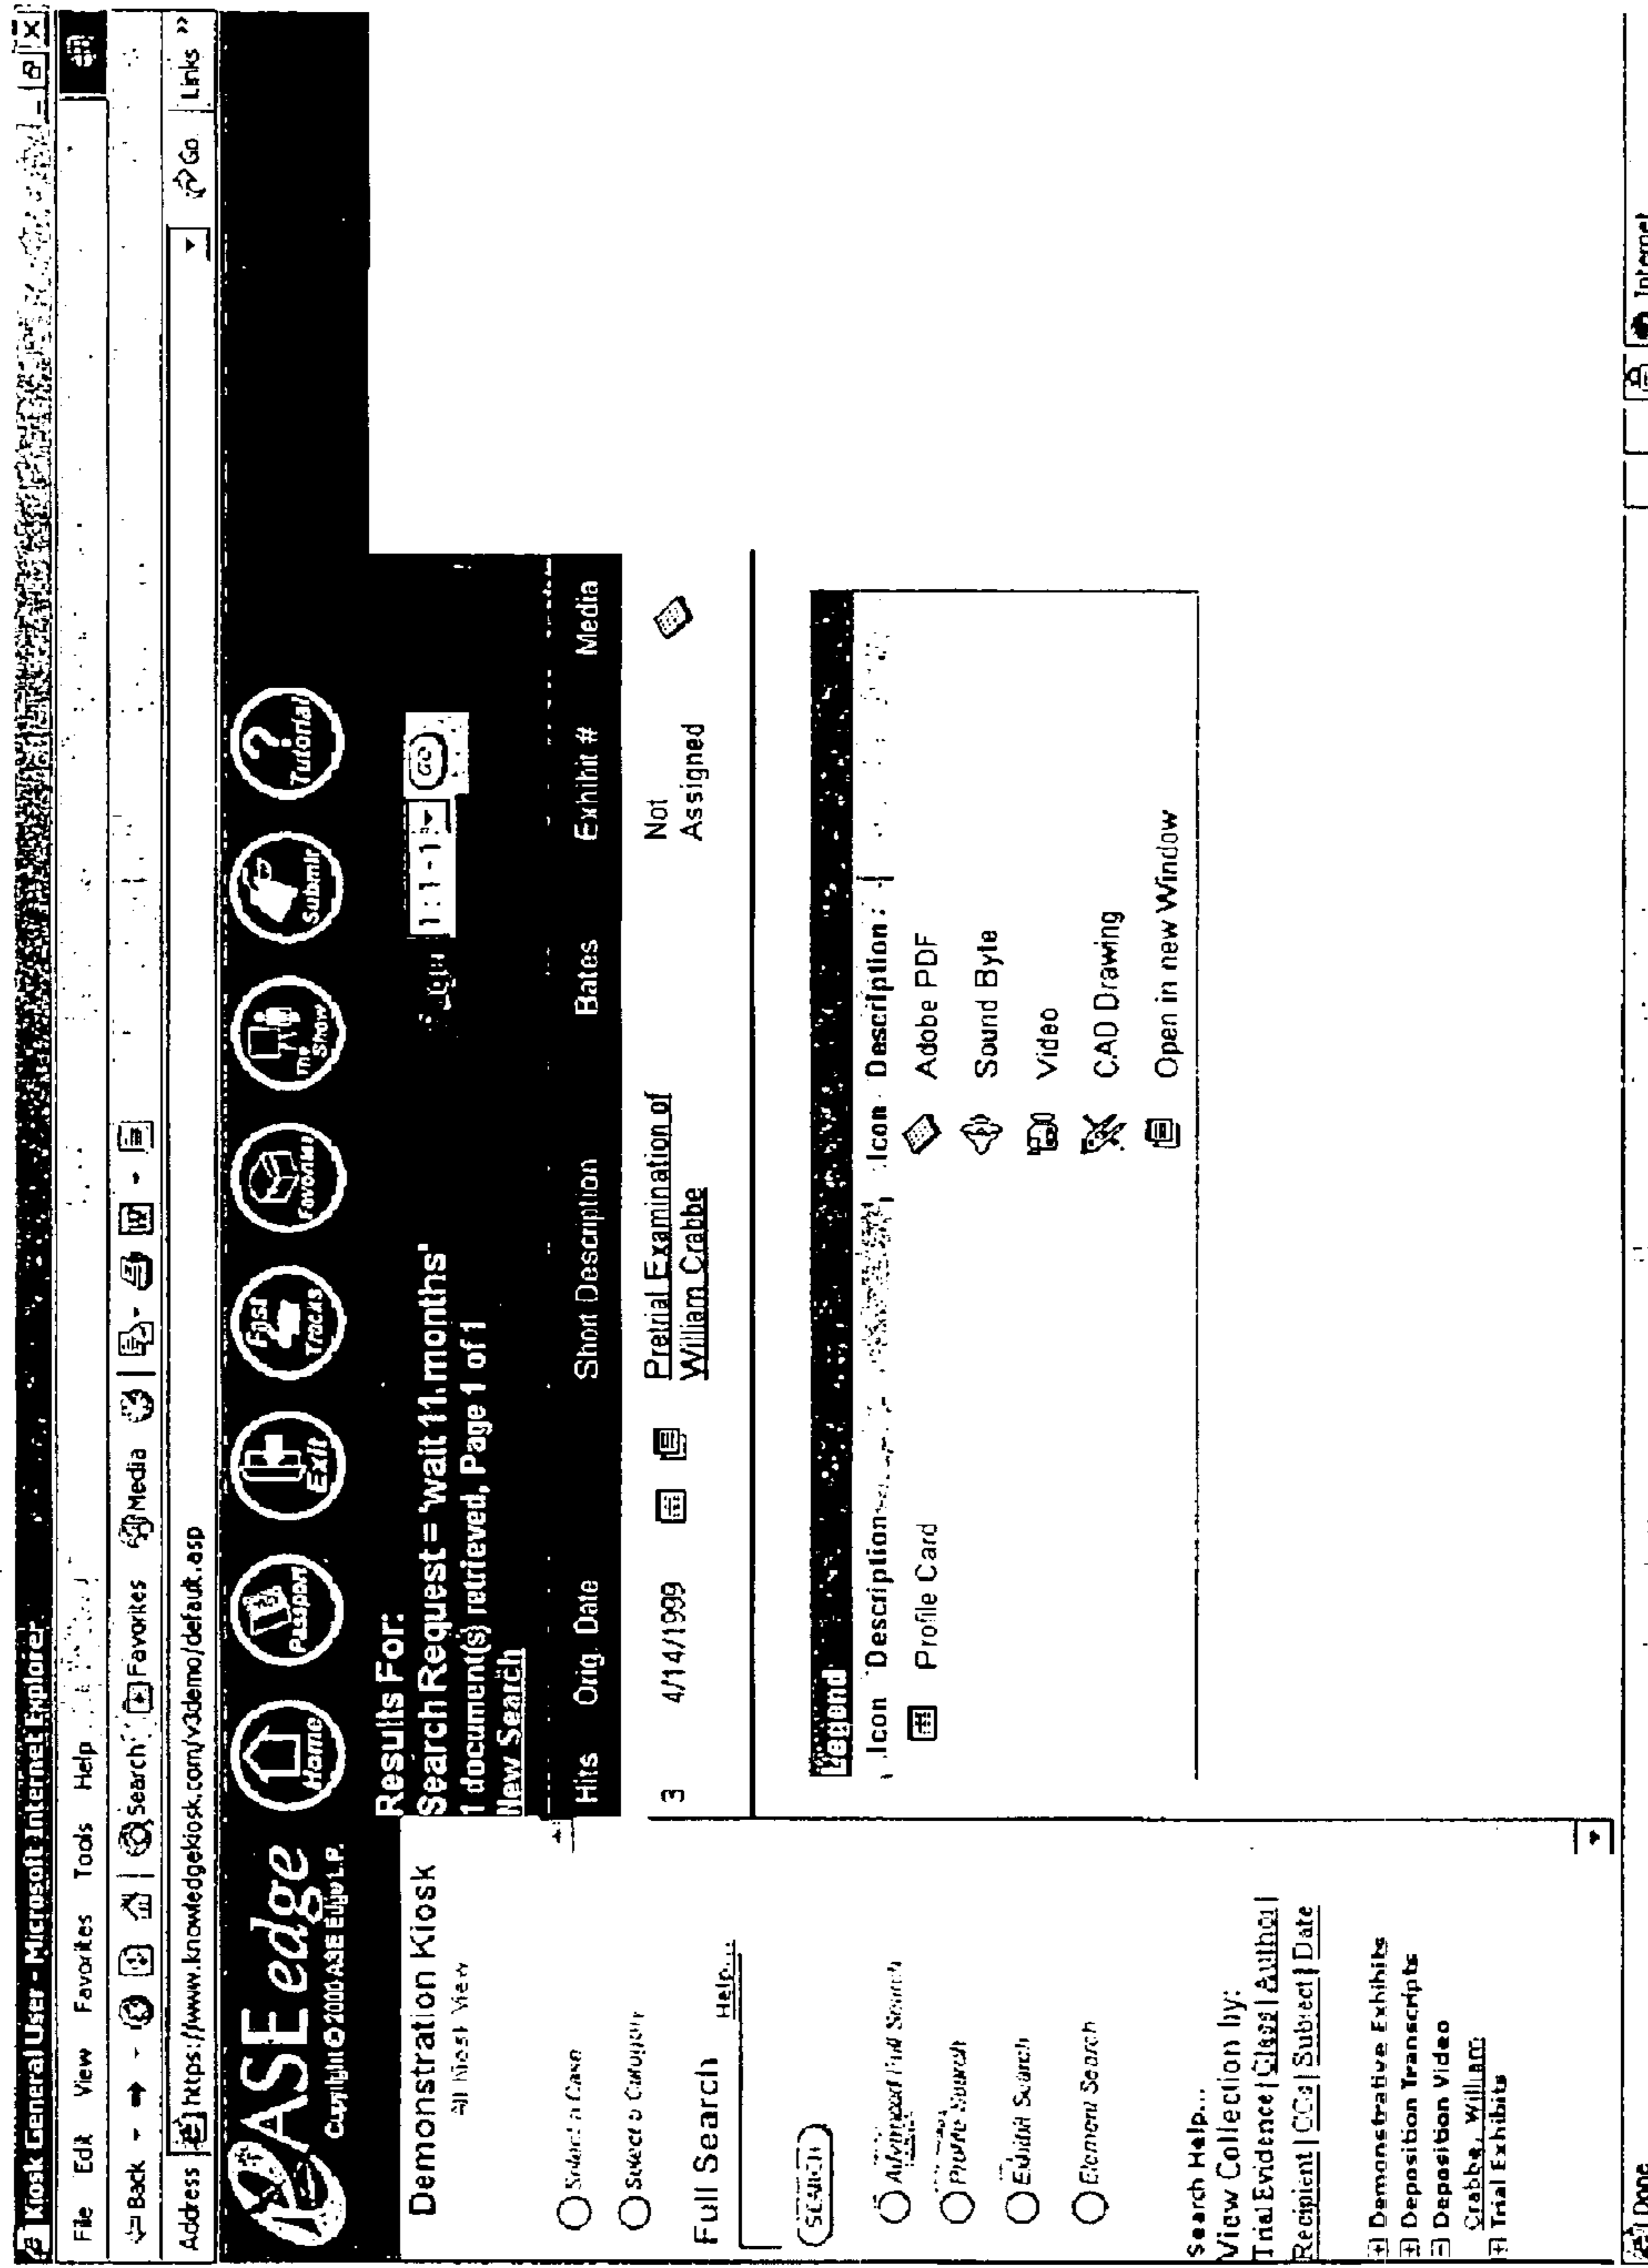 Kiosk General User - Microsoft Internet Explorer
File Edit View Favorites Tools Help
Back Search Favorites Media
Address https://www.knowledgekiosk.com/v3demo/default.asp Go Links »
ASE edge
Copyright © 2000 ASE Edge L.P.
Home Passport Exit Fast Tracks Favorites The Show Submit ? Tutorial
Demonstration Kiosk
All Kiosk View
Select a Case
Select a Category
Full Search Help...
SEARCH
Advanced Full Search
Profile Search
Exhibit Search
Element Search
Search Help...
View Collection by:
Trial Evidence | Class | Author |
Recipient | CCs | Subject | Date
Demonstrative Exhibits
Deposition Transcripts
Deposition Video
Crabbe, William
Trial Exhibits
Results For:
Search Request = 'wait 11 months'
1 document(s) retrieved, Page 1 of 1
New Search
1: 1 - 1 GO
Hits Orig. Date Short Description Bates Exhibit # Media
3 4/14/1999 Pretrial Examination of Not
William Crabbe Assigned
Legend
Icon Description Icon Description
Profile Card Adobe PDF
Sound Byte
Video
CAD Drawing
Open in new Window
Done Internet